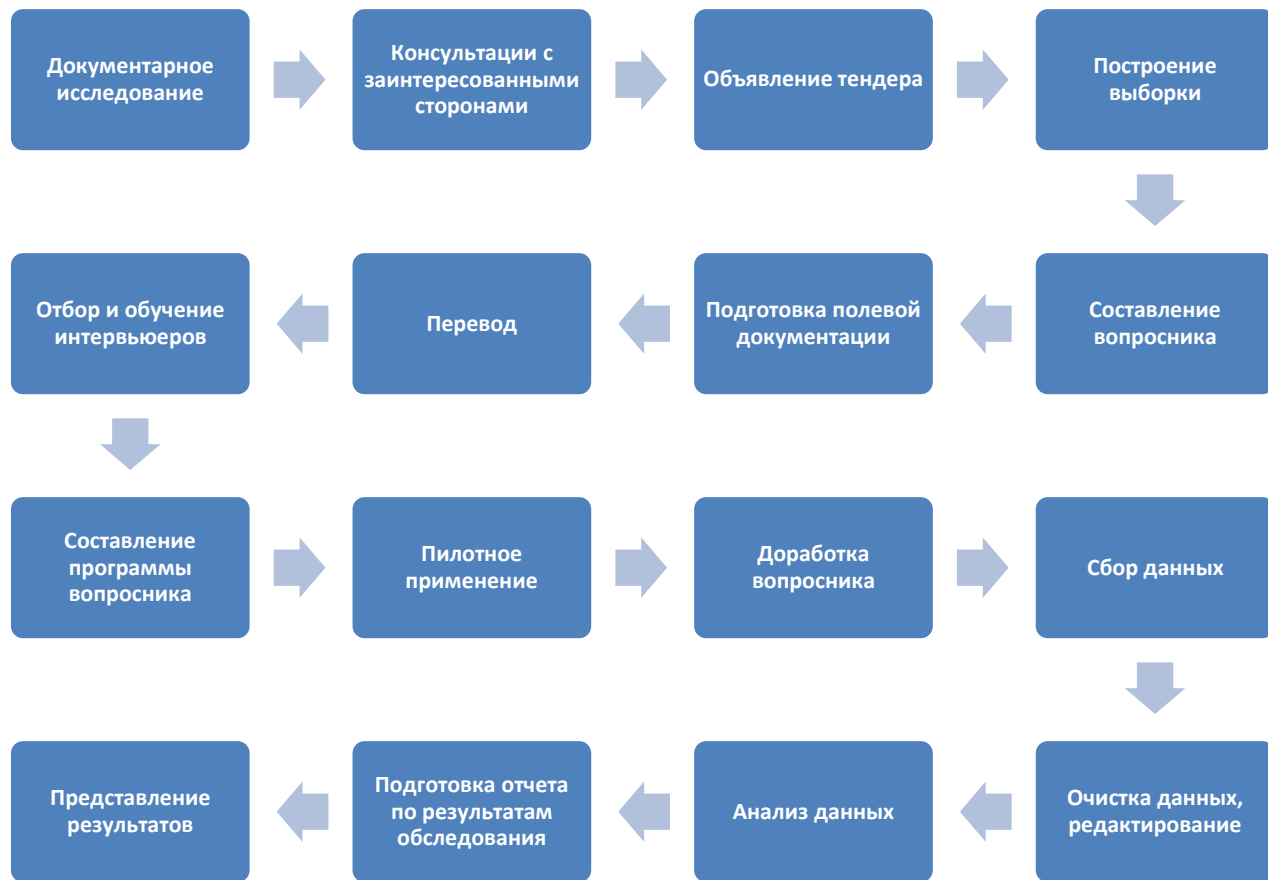 Документарное
исследование
Консультации с
заинтересованными
сторонами
Объявление тендера
Построение
выборки
Составление
вопросника
Подготовка полевой
документации
Перевод
Отбор и обучение
интервьюеров
Составление
программы
вопросника
Пилотное
применение
Доработка
вопросника
Сбор данных
Очистка данных,
редактирование
Анализ данных
Подготовка отчета
по результатам
обследования
Представление
результатов